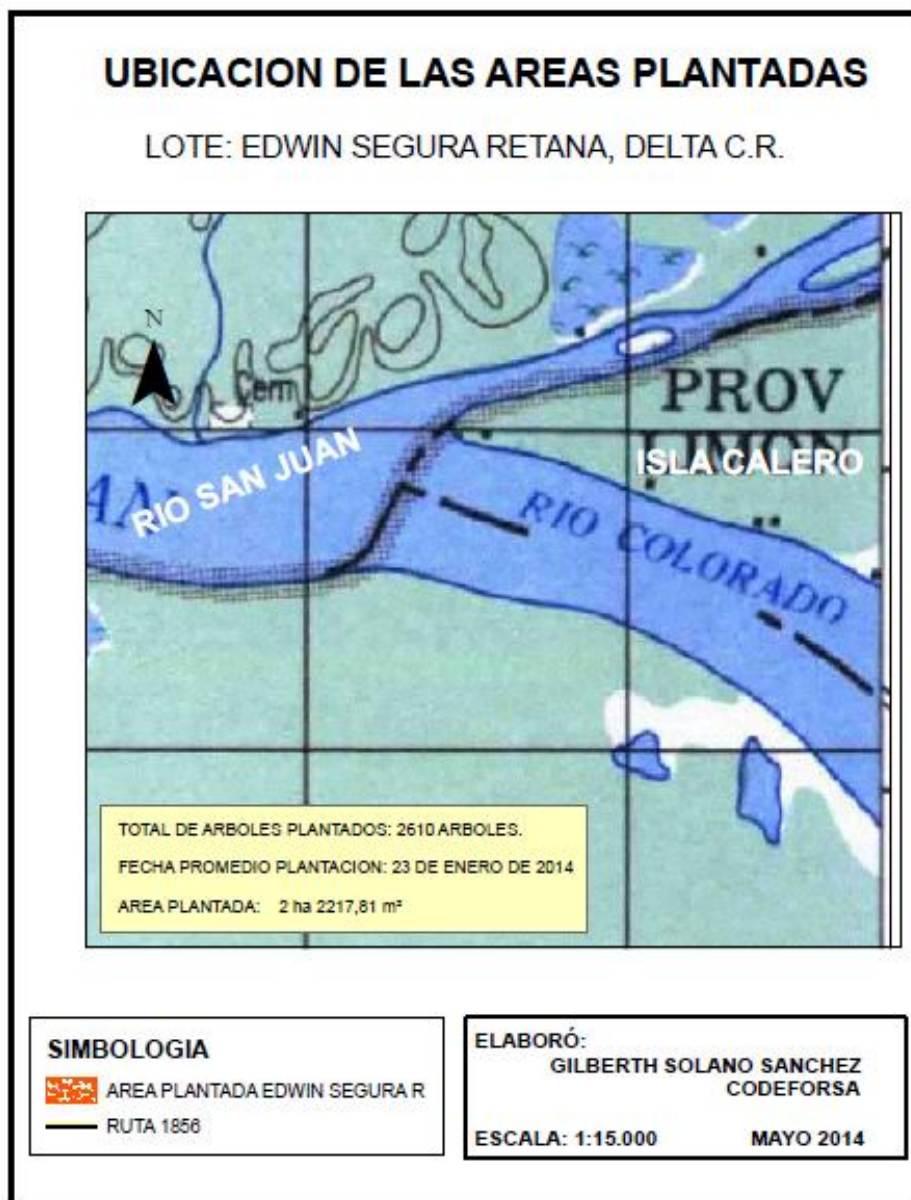 UBICACION DE LAS AREAS PLANTADAS
LOTE: EDWIN SEGURA RETANA, DELTA C.R.
N
Cem
PROV
LIMON
ISLA CALERO
RIO SAN JUAN
AN
RIO COLORADO
TOTAL DE ARBOLES PLANTADOS: 2610 ARBOLES.
FECHA PROMEDIO PLANTACION: 23 DE ENERO DE 2014
AREA PLANTADA: 2 ha 2217,81 m²
SIMBOLOGIA
AREA PLANTADA EDWIN SEGURA R
RUTA 1856
ELABORÓ:
GILBERTH SOLANO SANCHEZ
CODEFORSA
ESCALA: 1:15.000 MAYO 2014